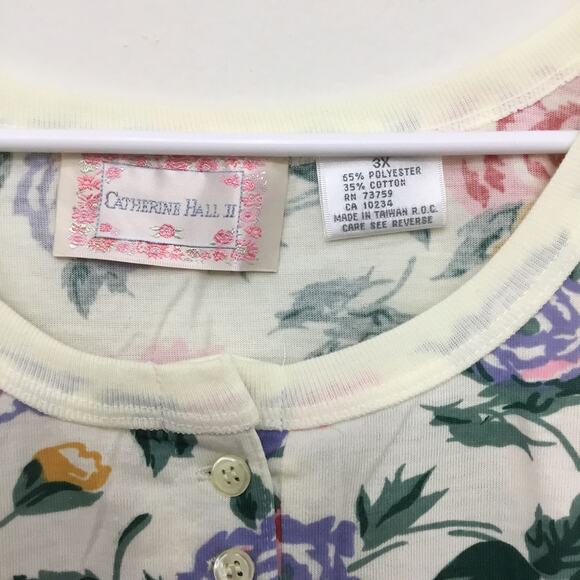 CATHERINE HALL II
3X
65% POLYESTER
35% COTTON
RN 73759
CA 10234
MADE IN TAIWAN R.O.C.
CARE SEE REVERSE